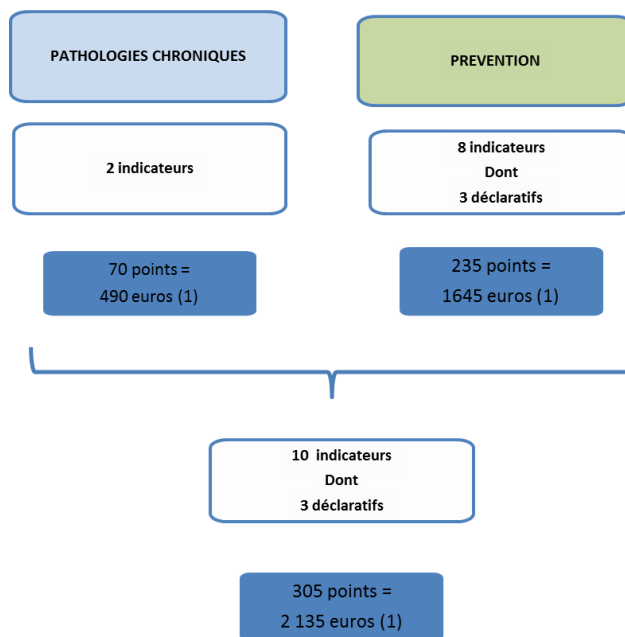 PATHOLOGIES CHRONIQUES
PREVENTION
2 indicateurs
8 indicateurs
Dont
3 déclaratifs
70 points =
490 euros (1)
235 points =
1645 euros (1)
10 indicateurs
Dont
3 déclaratifs
305 points =
2 135 euros (1)